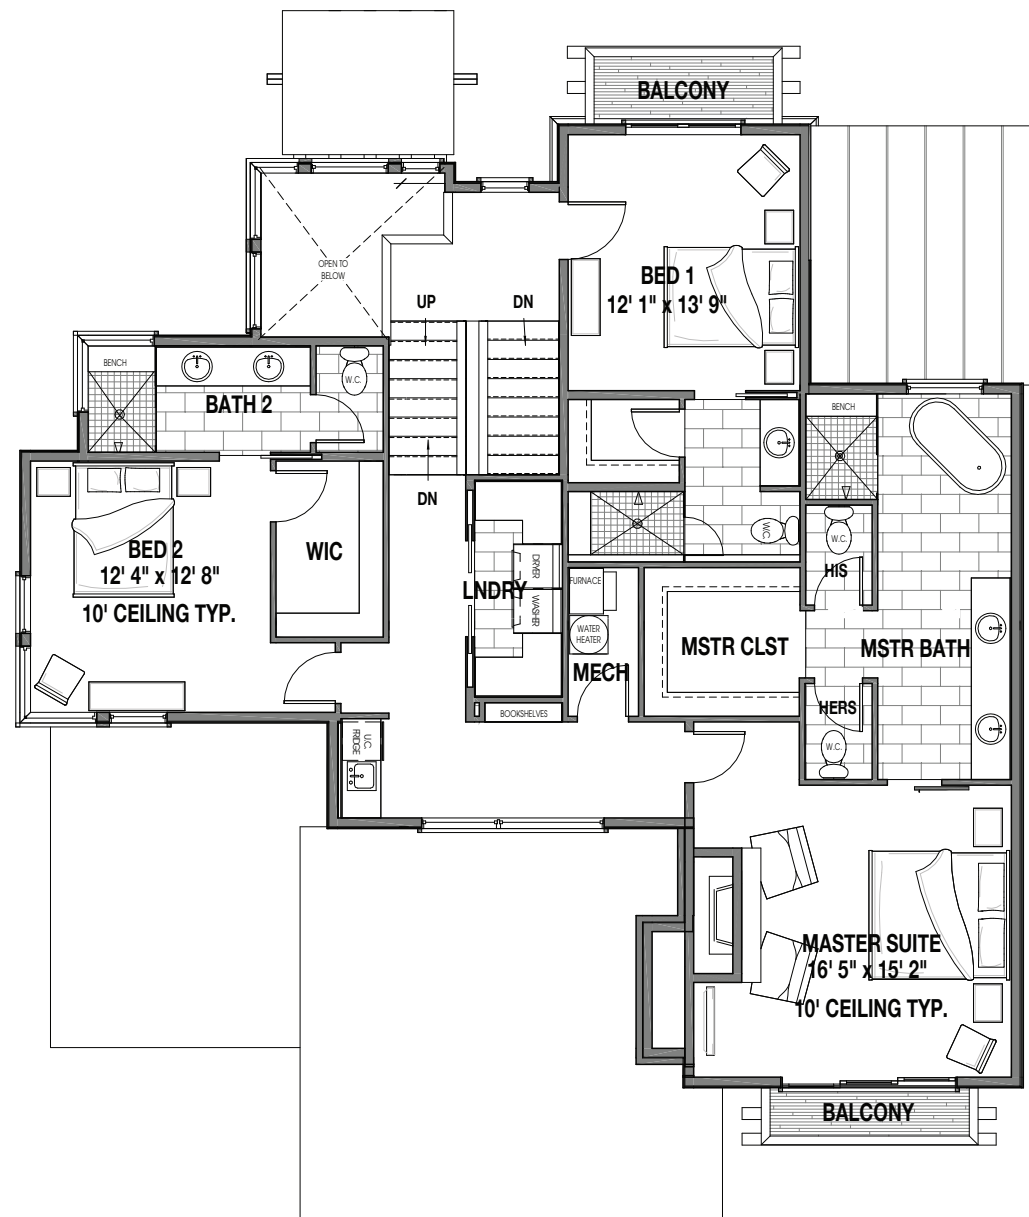 BALCONY
OPEN TO
BELOW
BED 1
12' 1" x 13' 9"
UP
DN
BENCH
W.C.
BATH 2
BENCH
DN
W.C.
WIC
BED 2
12' 4" x 12' 8"
10' CEILING TYP.
LNDRY
DRYER
WASHER
FURNACE
WATER
HEATER
MECH
W.C.
HIS
MSTR CLST
MSTR BATH
HERS
W.C.
BOOKSHELVES
U.C.
FRIDGE
MASTER SUITE
16' 5" x 15' 2"
10' CEILING TYP.
BALCONY